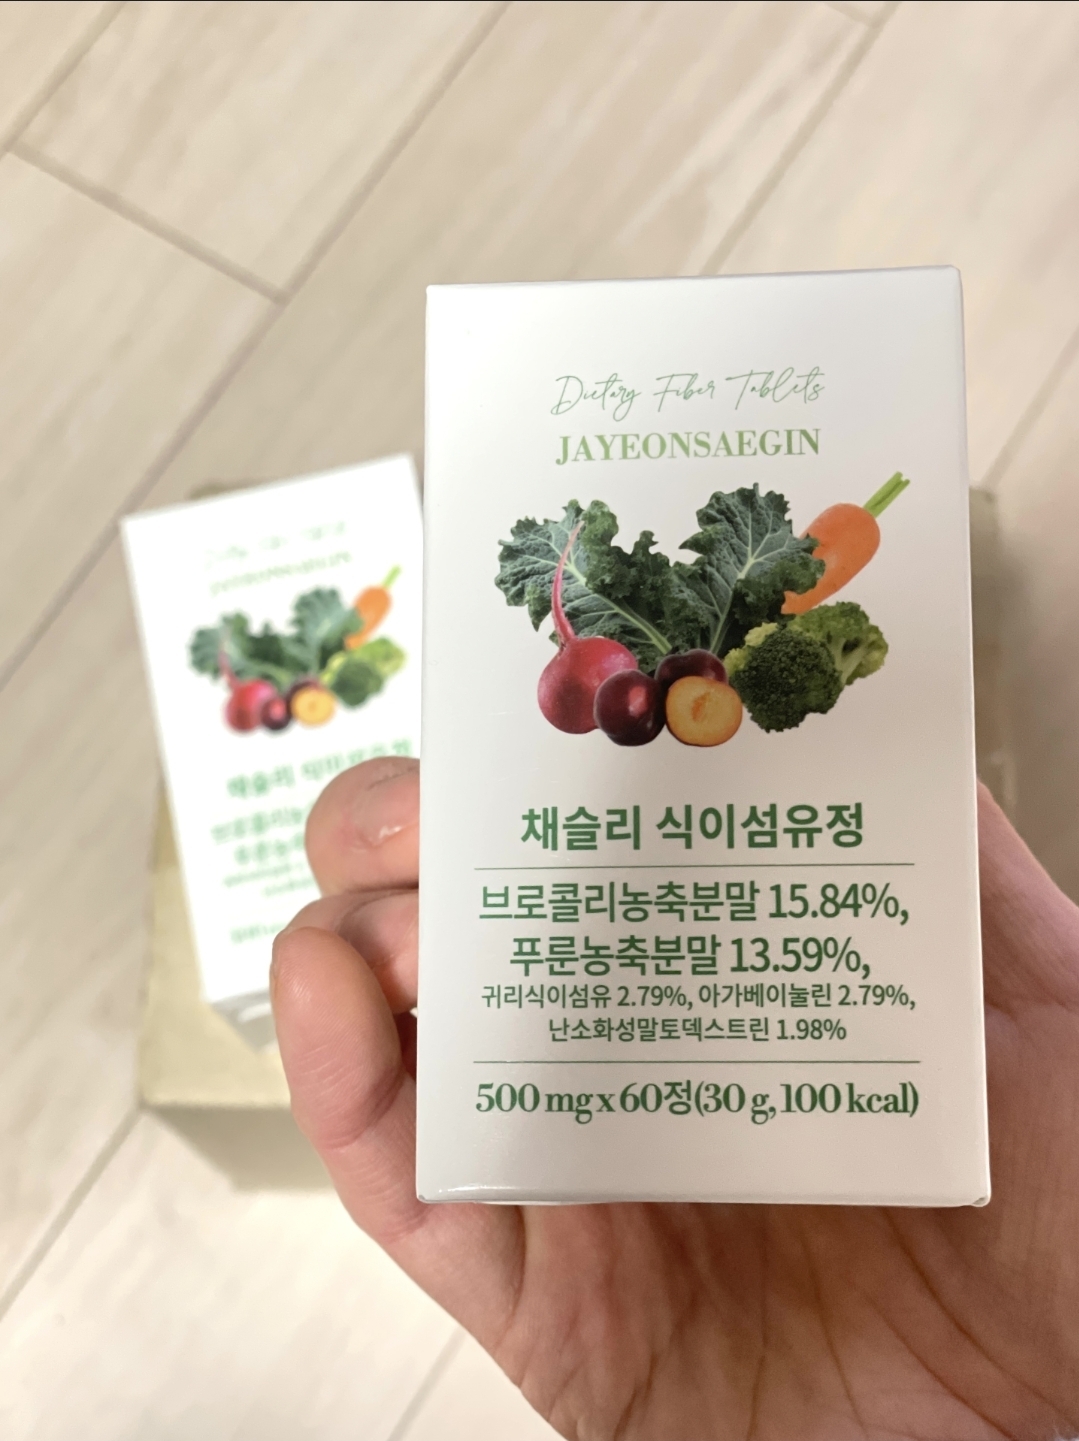 Dietary Fiber Tablets
JAYEONSAEGIN
채슬리 식이섬유정
브로콜리농축분말 15.84%,
푸룬농축분말 13.59%,
귀리식이섬유 2.79%, 아가베이눌린 2.79%,
난소화성말토덱스트린 1.98%
500 mg x 60정(30 g, 100 kcal)
채슬리